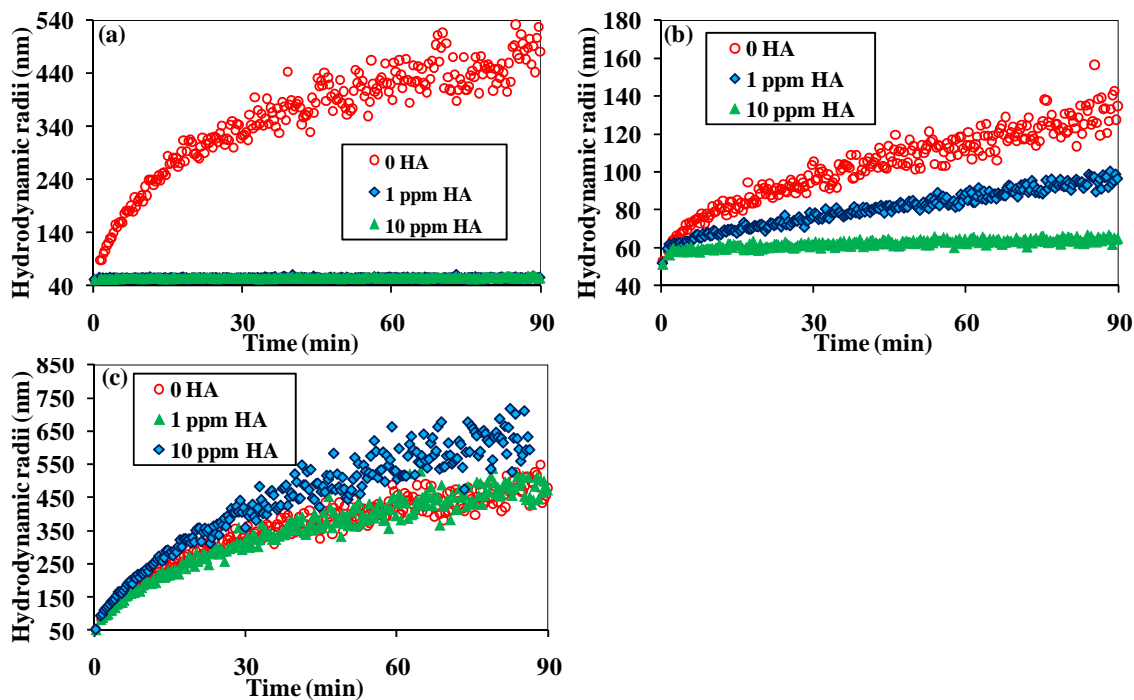 540
440
340
240
140
40
Hydrodynamic radii (nm)
(a)
0 HA
1 ppm HA
10 ppm HA
0
30
60
90
Time (min)
180
160
140
120
100
80
60
40
Hydrodynamic radii (nm)
(b)
0 HA
1 ppm HA
10 ppm HA
0
30
60
90
Time (min)
850
750
650
550
450
350
250
150
50
Hydrodynamic radii (nm)
(c)
0 HA
1 ppm HA
10 ppm HA
0
30
60
90
Time (min)